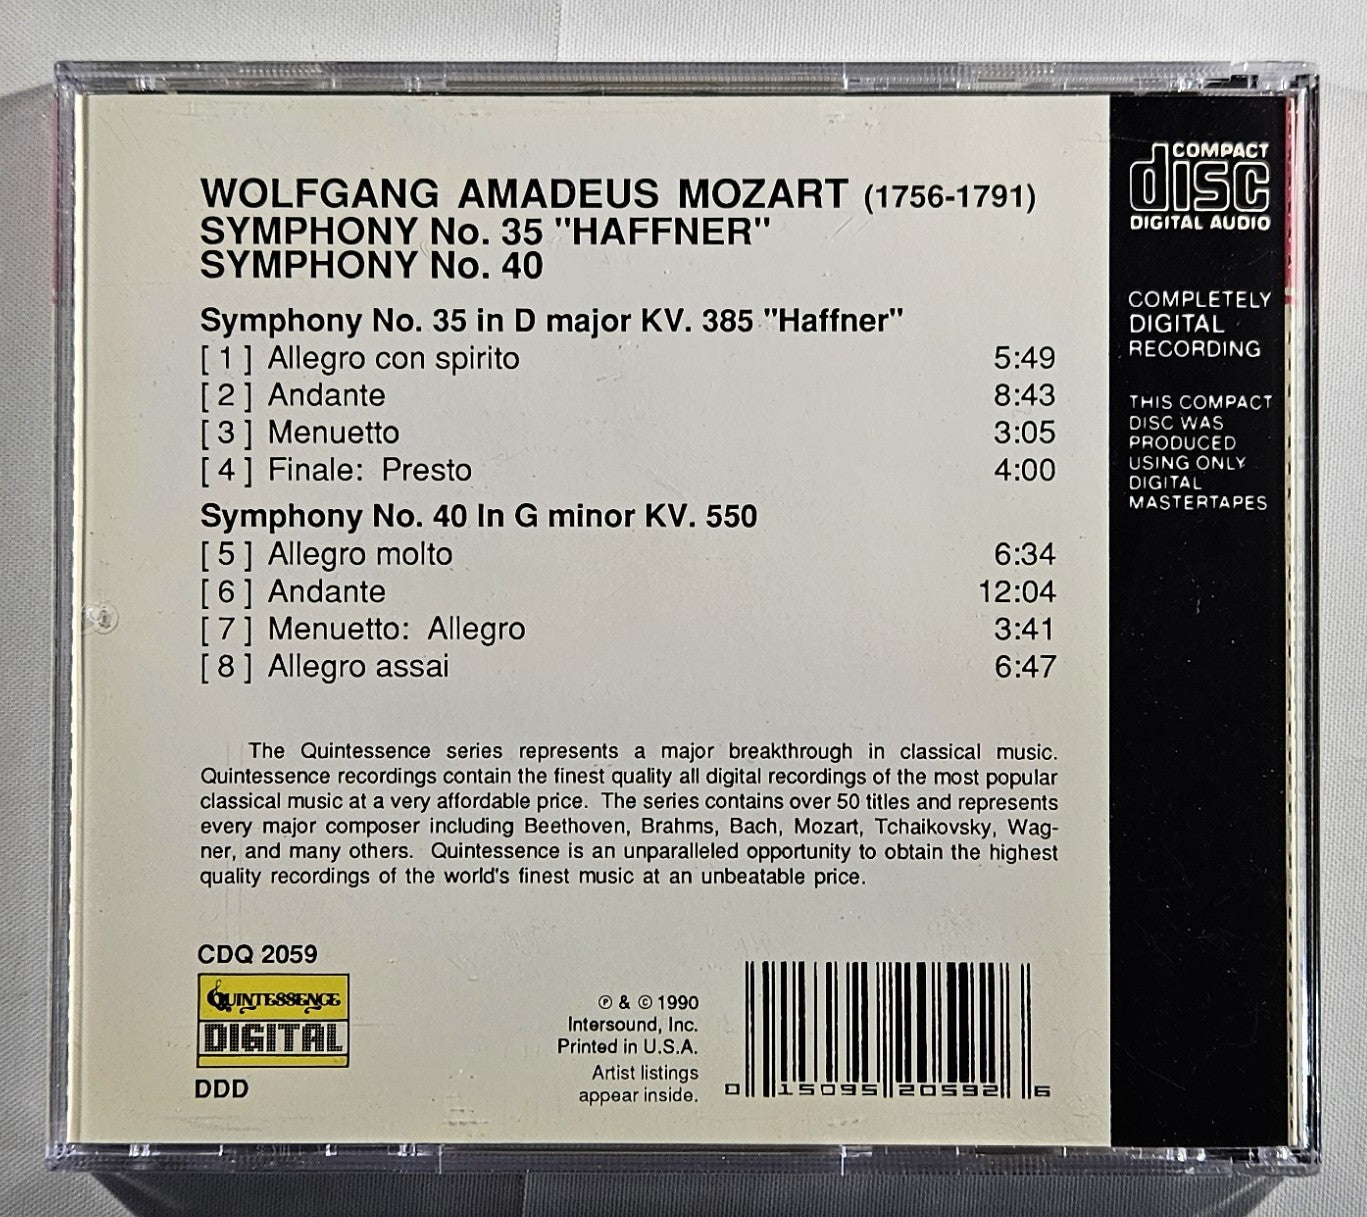 WOLFGANG AMADEUS MOZART (1756-1791)
SYMPHONY No. 35 "HAFFNER"
SYMPHONY No. 40
Symphony No. 35 in D major KV. 385 "Haffner"
[ 1 ] Allegro con spirito 5:49
[ 2 ] Andante 8:43
[ 3 ] Menuetto 3:05
[ 4 ] Finale: Presto 4:00
Symphony No. 40 In G minor KV. 550
[ 5 ] Allegro molto 6:34
[ 6 ] Andante 12:04
[ 7 ] Menuetto: Allegro 3:41
[ 8 ] Allegro assai 6:47
The Quintessence series represents a major breakthrough in classical music.
Quintessence recordings contain the finest quality all digital recordings of the most popular
classical music at a very affordable price. The series contains over 50 titles and represents
every major composer including Beethoven, Brahms, Bach, Mozart, Tchaikovsky, Wag-
ner, and many others. Quintessence is an unparalleled opportunity to obtain the highest
quality recordings of the world's finest music at an unbeatable price.
CDQ 2059
QUINTESSENCE
DIGITAL
DDD
℗ & © 1990
Intersound, Inc.
Printed in U.S.A.
Artist listings
appear inside.
0 15095 20592 6
COMPACT
disc
DIGITAL AUDIO
COMPLETELY
DIGITAL
RECORDING
THIS COMPACT
DISC WAS
PRODUCED
USING ONLY
DIGITAL
MASTERTAPES